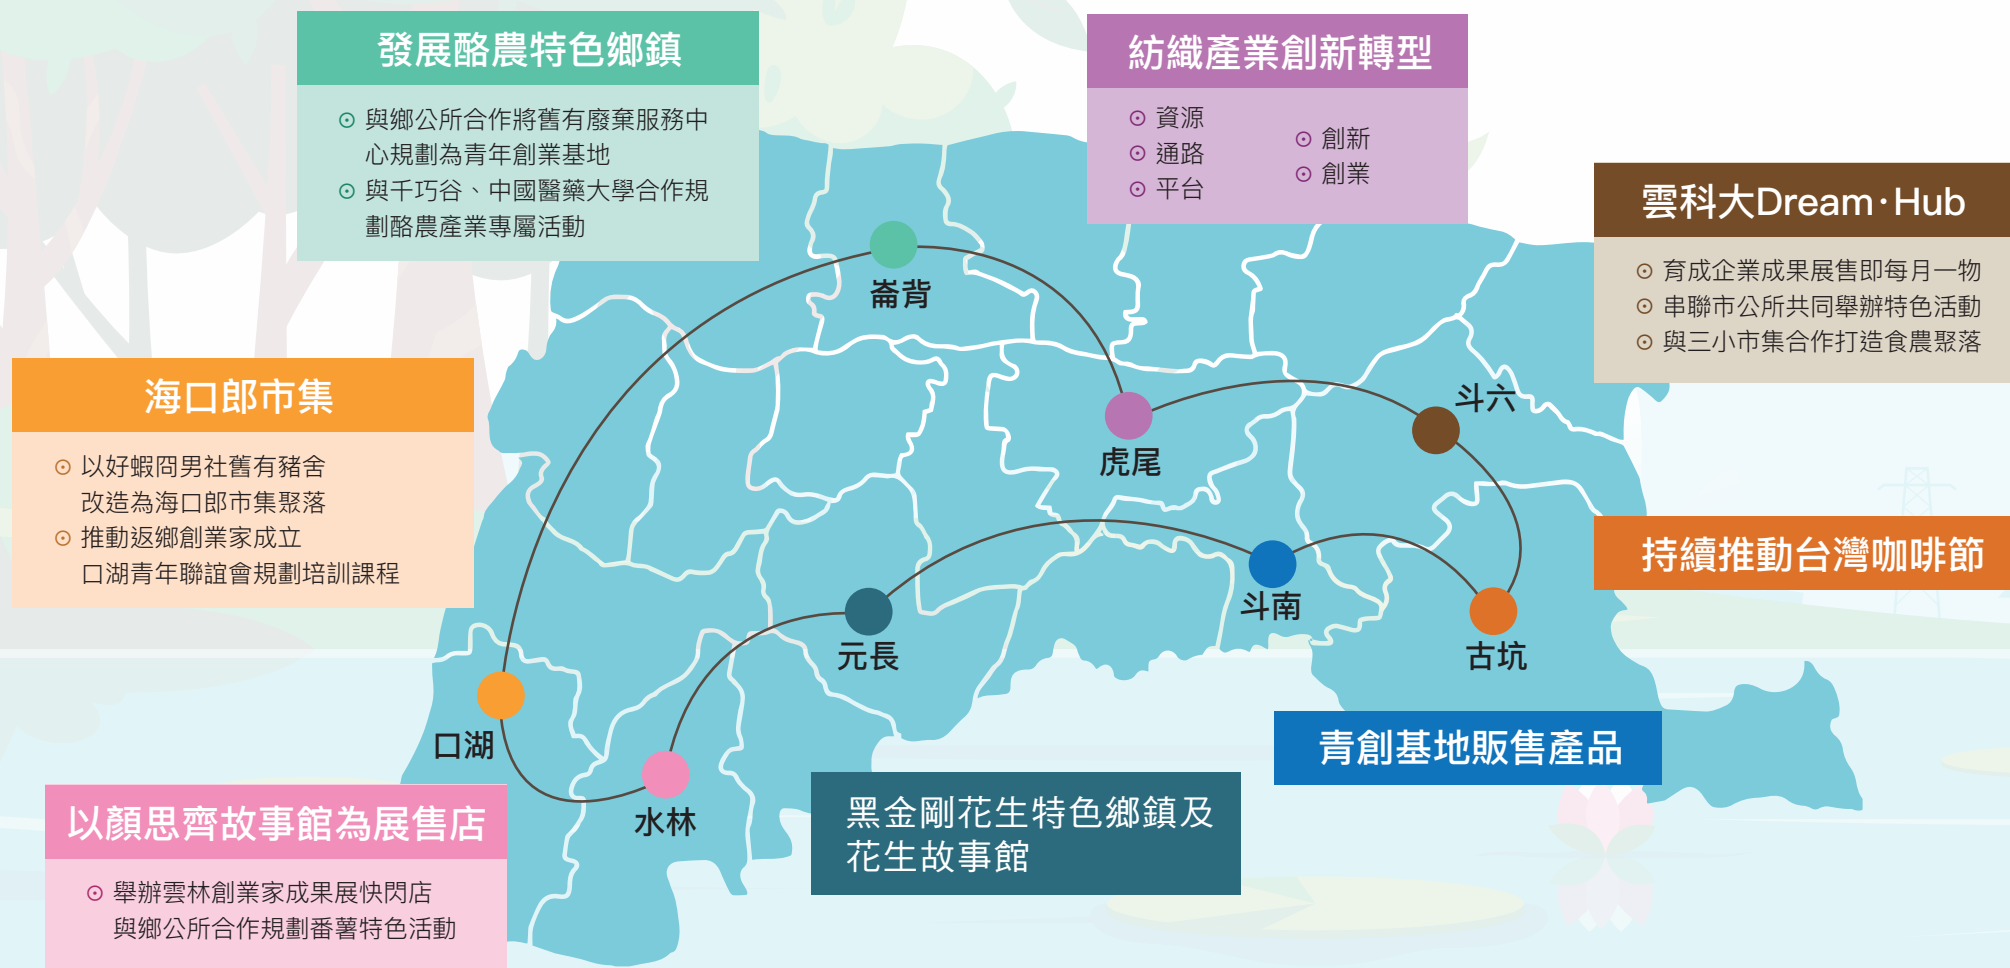 發展酪農特色鄉鎮
⊙ 與鄉公所合作將舊有廢棄服務中
心規劃為青年創業基地
⊙ 與千巧谷、中國醫藥大學合作規
劃酪農產業專屬活動
紡織產業創新轉型
⊙ 資源
⊙ 通路
⊙ 平台
⊙ 創新
⊙ 創業
雲科大Dream·Hub
⊙ 育成企業成果展售即每月一物
⊙ 串聯市公所共同舉辦特色活動
⊙ 與三小市集合作打造食農聚落
崙背
海口郎市集
⊙ 以好蝦冏男社舊有豬舍
改造為海口郎市集聚落
⊙ 推動返鄉創業家成立
口湖青年聯誼會規劃培訓課程
斗六
虎尾
持續推動台灣咖啡節
斗南
元長
古坑
口湖
青創基地販售產品
水林
黑金剛花生特色鄉鎮及
花生故事館
以顏思齊故事館為展售店
⊙ 舉辦雲林創業家成果展快閃店
與鄉公所合作規劃番薯特色活動